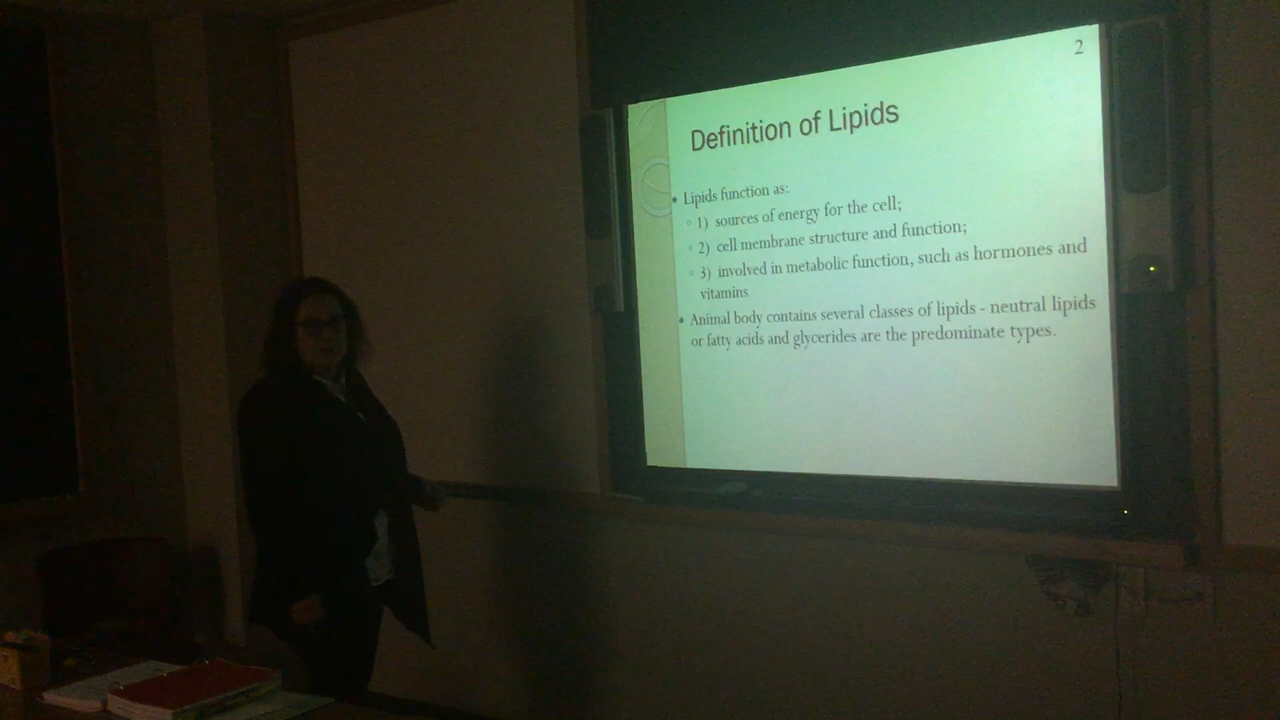 2
Definition of Lipids
• Lipids function as:
◦ 1) sources of energy for the cell;
◦ 2) cell membrane structure and function;
◦ 3) involved in metabolic function, such as hormones and
vitamins
• Animal body contains several classes of lipids - neutral lipids
or fatty acids and glycerides are the predominate types.